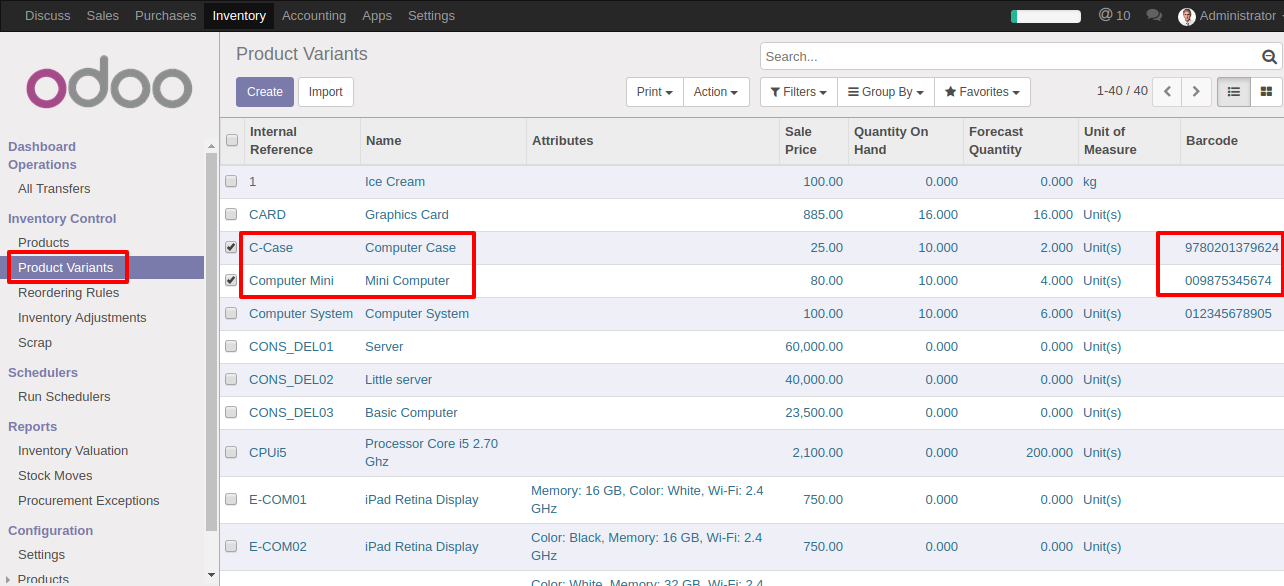 Discuss Sales Purchases Inventory Accounting Apps Settings @ 10 Administrator
odoo
Product Variants
Search...
Create Import Print Action Filters Group By Favorites 1-40 / 40
Dashboard
Operations
All Transfers
Inventory Control
Products
Product Variants
Reordering Rules
Inventory Adjustments
Scrap
Schedulers
Run Schedulers
Reports
Inventory Valuation
Stock Moves
Procurement Exceptions
Configuration
Settings
Products
Internal Reference Name Attributes Sale Price Quantity On Hand Forecast Quantity Unit of Measure Barcode
1 Ice Cream 100.00 0.000 0.000 kg
CARD Graphics Card 885.00 16.000 16.000 Unit(s)
C-Case Computer Case 25.00 10.000 2.000 Unit(s) 9780201379624
Computer Mini Mini Computer 80.00 10.000 4.000 Unit(s) 009875345674
Computer System Computer System 100.00 10.000 6.000 Unit(s) 012345678905
CONS_DEL01 Server 60,000.00 0.000 0.000 Unit(s)
CONS_DEL02 Little server 40,000.00 0.000 0.000 Unit(s)
CONS_DEL03 Basic Computer 23,500.00 0.000 0.000 Unit(s)
CPUi5 Processor Core i5 2.70 Ghz 2,100.00 0.000 200.000 Unit(s)
E-COM01 iPad Retina Display Memory: 16 GB, Color: White, Wi-Fi: 2.4 GHz 750.00 0.000 0.000 Unit(s)
E-COM02 iPad Retina Display Color: Black, Memory: 16 GB, Wi-Fi: 2.4 GHz 750.00 0.000 0.000 Unit(s)
Color: White, Memory: 32 GB, Wi-Fi: 2.4